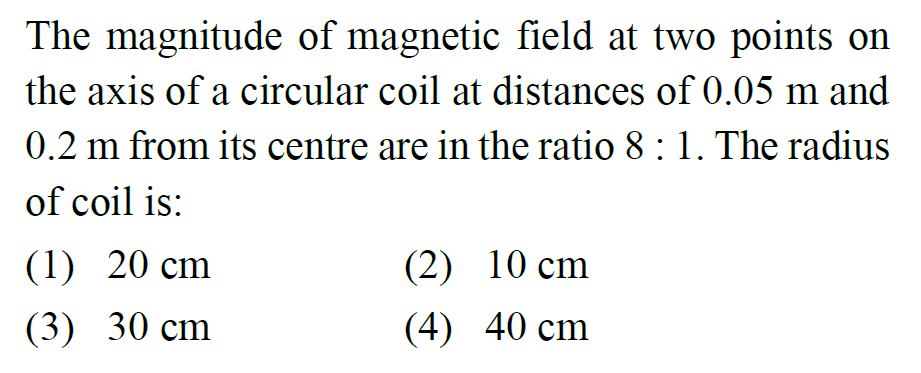 The magnitude of magnetic field at two points on
the axis of a circular coil at distances of 0.05 m and
0.2 m from its centre are in the ratio 8 : 1. The radius
of coil is:
(1) 20 cm (2) 10 cm
(3) 30 cm (4) 40 cm